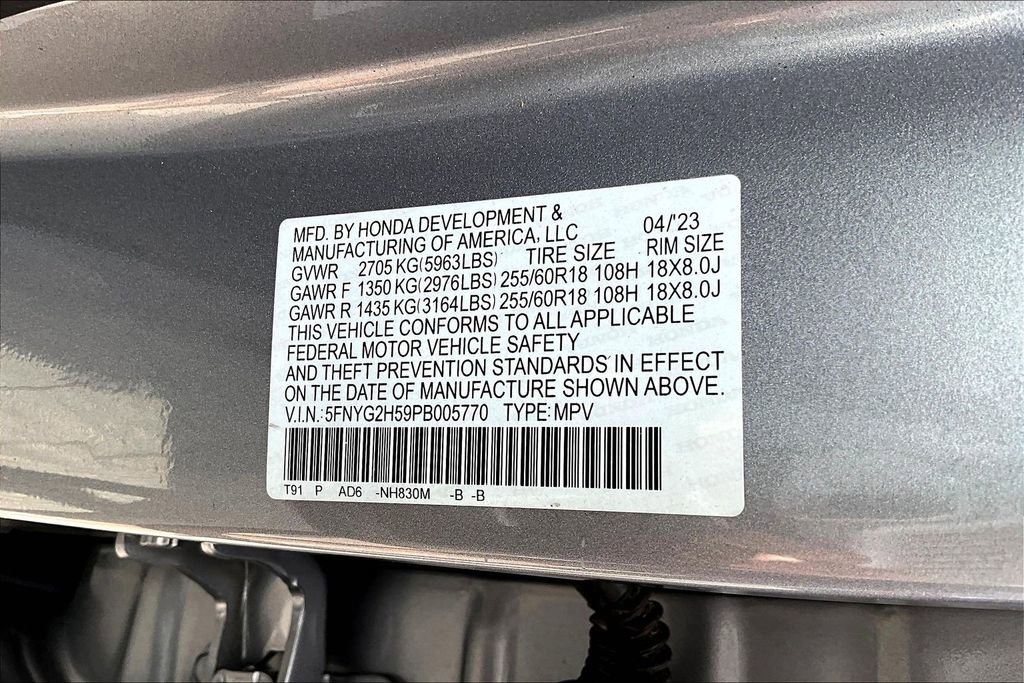 MFD. BY HONDA DEVELOPMENT &
MANUFACTURING OF AMERICA, LLC 04/'23
GVWR 2705 KG(5963LBS) TIRE SIZE RIM SIZE
GAWR F 1350 KG(2976LBS) 255/60R18 108H 18X8.0J
GAWR R 1435 KG(3164LBS) 255/60R18 108H 18X8.0J
THIS VEHICLE CONFORMS TO ALL APPLICABLE
FEDERAL MOTOR VEHICLE SAFETY
AND THEFT PREVENTION STANDARDS IN EFFECT
ON THE DATE OF MANUFACTURE SHOWN ABOVE.
V.I.N.:5FNYG2H59PB005770 TYPE:MPV
T91 P AD6 -NH830M -B -B